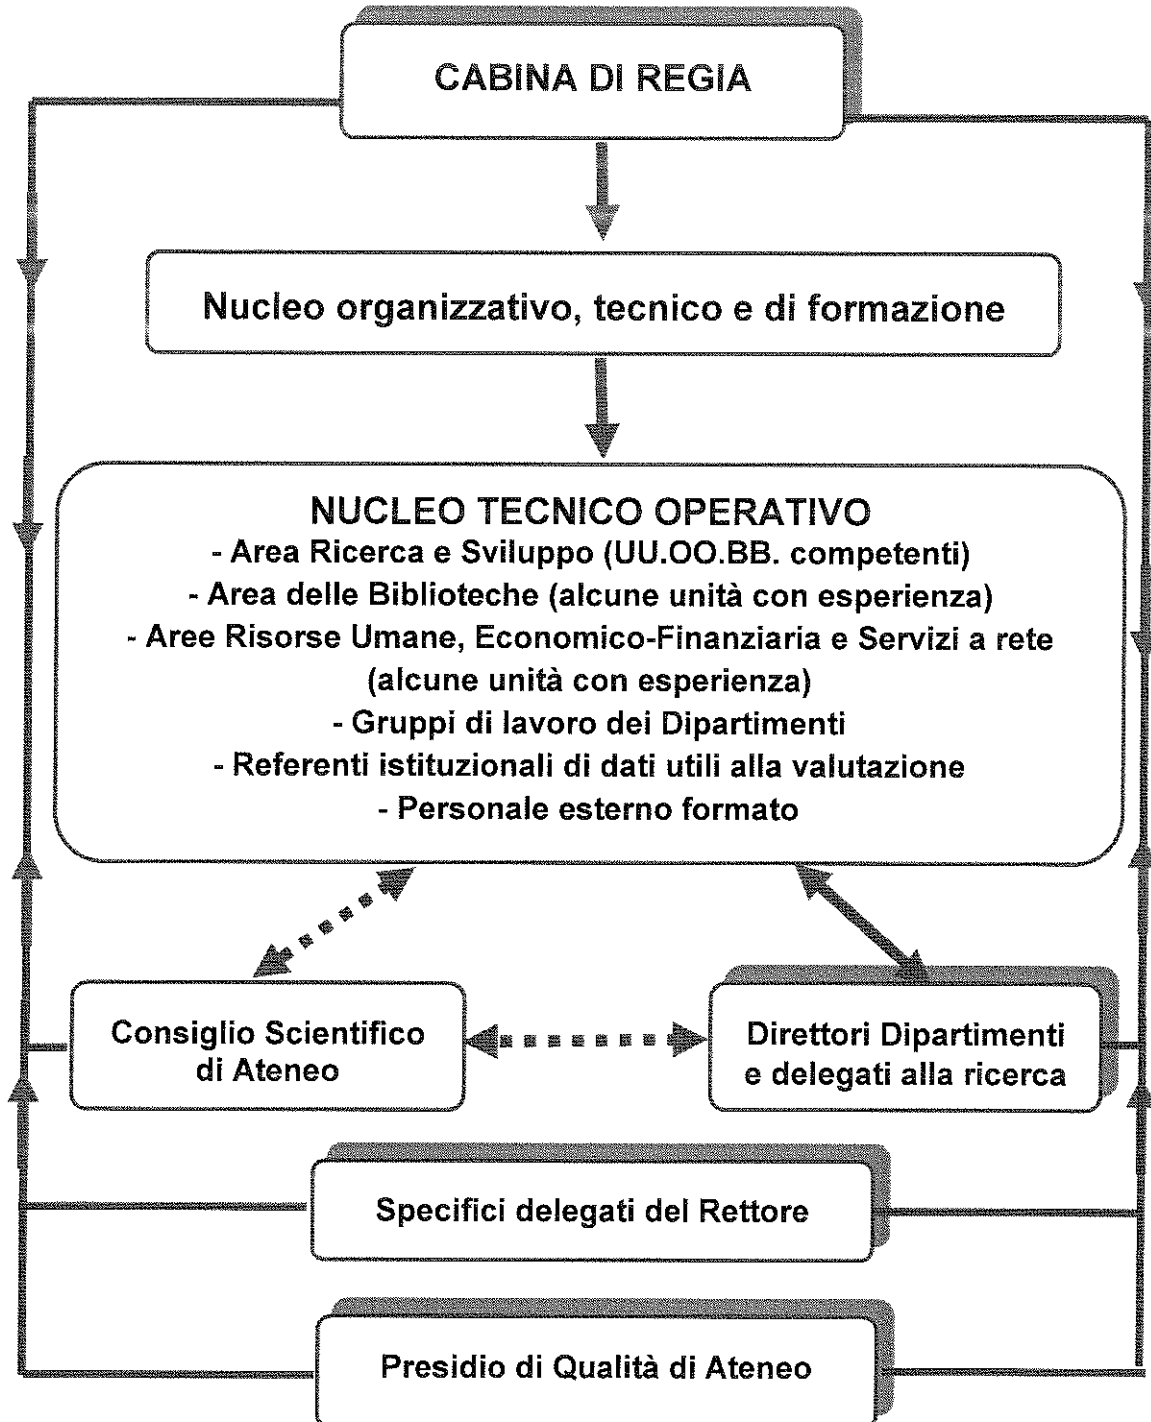 CABINA DI REGIA
Nucleo organizzativo, tecnico e di formazione
NUCLEO TECNICO OPERATIVO
- Area Ricerca e Sviluppo (UU.OO.BB. competenti)
- Area delle Biblioteche (alcune unità con esperienza)
- Aree Risorse Umane, Economico-Finanziaria e Servizi a rete
(alcune unità con esperienza)
- Gruppi di lavoro dei Dipartimenti
- Referenti istituzionali di dati utili alla valutazione
- Personale esterno formato
Consiglio Scientifico
di Ateneo
Direttori Dipartimenti
e delegati alla ricerca
Specifici delegati del Rettore
Presidio di Qualità di Ateneo